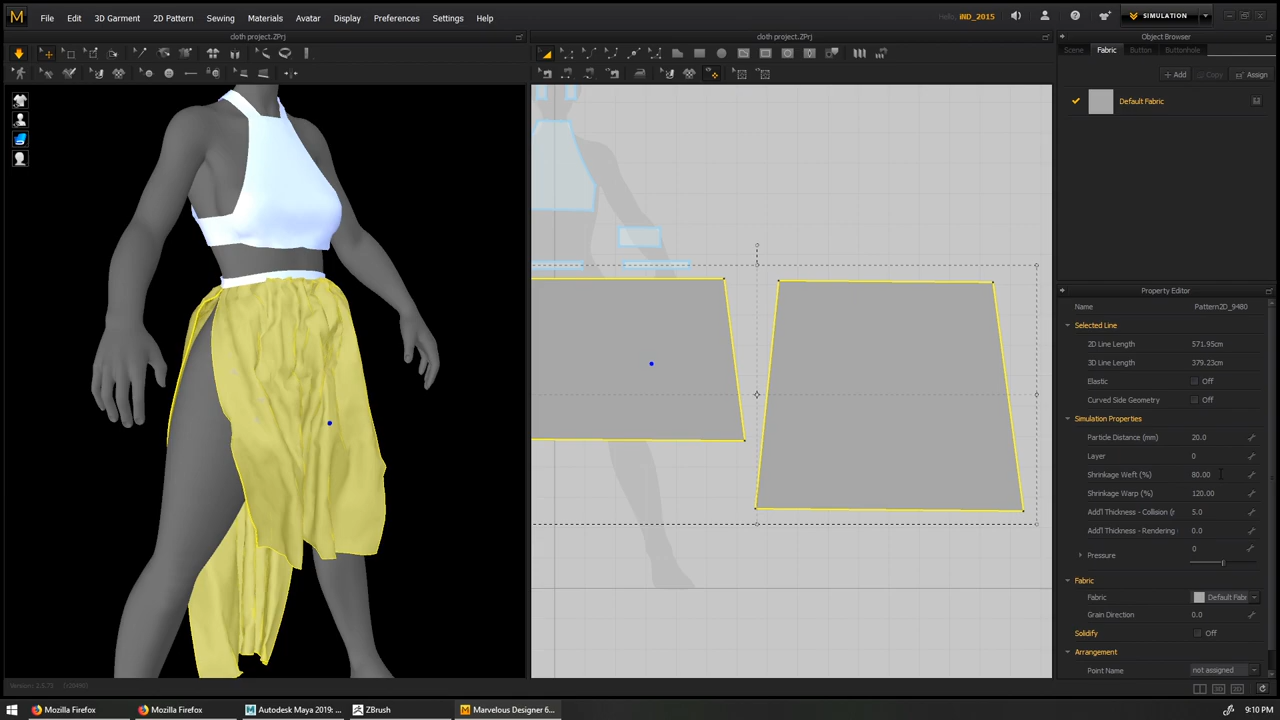 M File Edit 3D Garment 2D Pattern Sewing Materials Avatar Display Preferences Settings Help
Hello, iND_2015
SIMULATION
cloth project.ZPrj
cloth project.ZPrj
Object Browser
Scene Fabric Button Buttonhole
+ Add Copy Assign
Default Fabric
Property Editor
Name Pattern2D_9480
Selected Line
2D Line Length 571.95cm
3D Line Length 379.23cm
Elastic Off
Curved Side Geometry Off
Simulation Properties
Particle Distance (mm) 20.0
Layer 0
Shrinkage Weft (%) 80.00
Shrinkage Warp (%) 120.00
Add'l Thickness - Collision (r 5.0
Add'l Thickness - Rendering 0.0
Pressure 0
Fabric
Fabric Default Fabr
Grain Direction 0.0
Solidify Off
Arrangement
Point Name not assigned
Mozilla Firefox
Mozilla Firefox
Autodesk Maya 2019: ...
ZBrush
Marvelous Designer 6...
9:10 PM